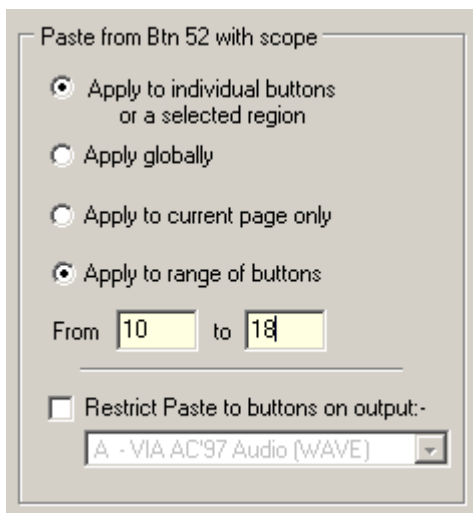 Paste from Btn 52 with scope
Apply to individual buttons
or a selected region
Apply globally
Apply to current page only
Apply to range of buttons
From 10 to 18
Restrict Paste to buttons on output:-
A - VIA AC'97 Audio (WAVE)